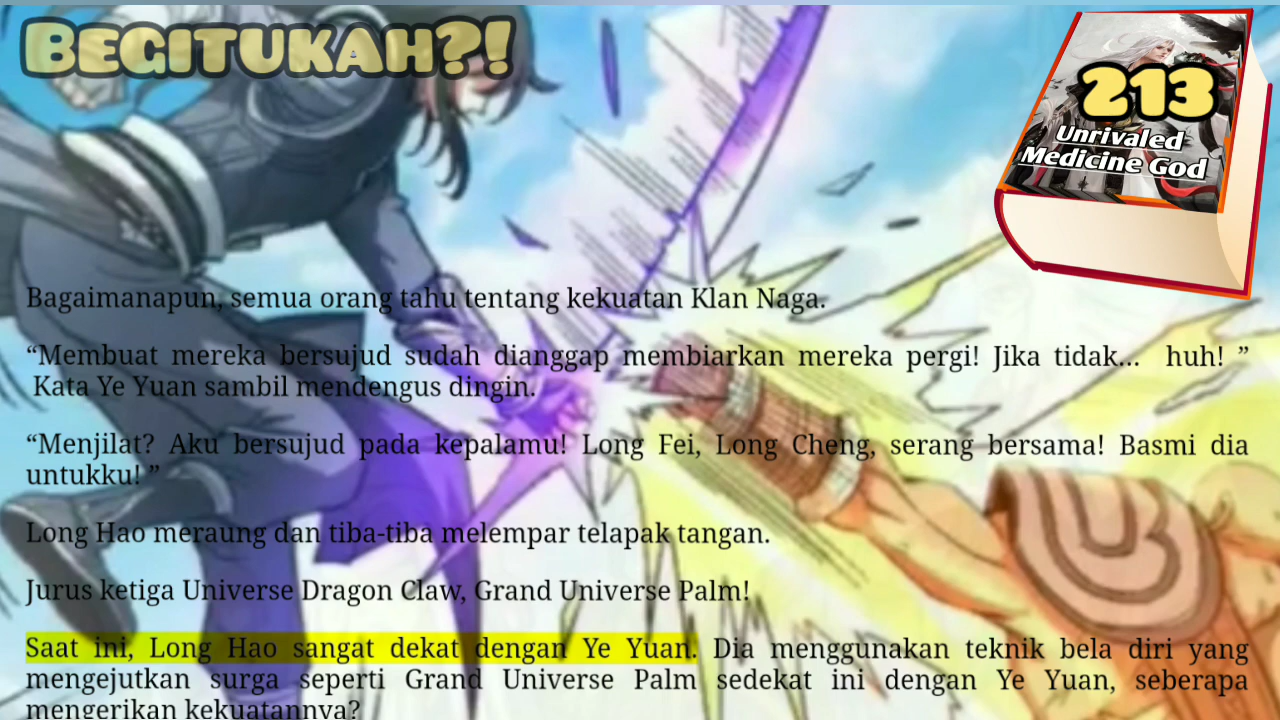 BEGITUKAH?!
213
Unrivaled
Medicine God
Bagaimanapun, semua orang tahu tentang kekuatan Klan Naga.
“Membuat mereka bersujud sudah dianggap membiarkan mereka pergi! Jika tidak... huh! ”
Kata Ye Yuan sambil mendengus dingin.
“Menjilat? Aku bersujud pada kepalamu! Long Fei, Long Cheng, serang bersama! Basmi dia
untukku! ”
Long Hao meraung dan tiba-tiba melempar telapak tangan.
Jurus ketiga Universe Dragon Claw, Grand Universe Palm!
Saat ini, Long Hao sangat dekat dengan Ye Yuan. Dia menggunakan teknik bela diri yang
mengejutkan surga seperti Grand Universe Palm sedekat ini dengan Ye Yuan, seberapa
mengerikan kekuatannya?